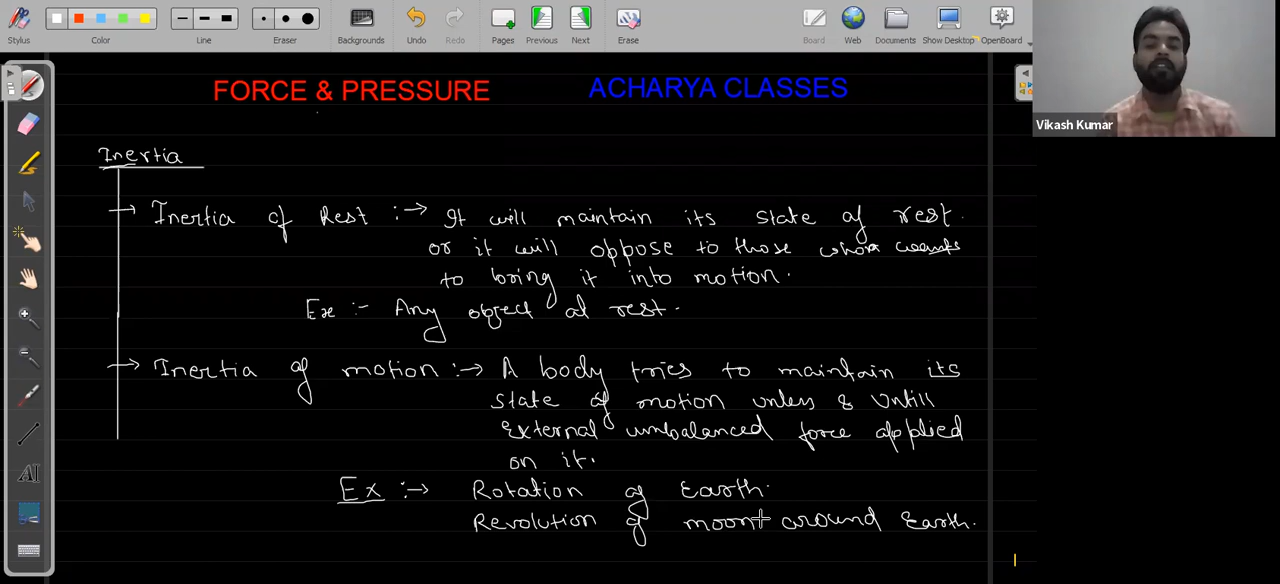 Stylus Color Line Eraser Backgrounds Undo Redo Pages Previous Next Erase Board Web Documents Show Desktop OpenBoard
FORCE & PRESSURE ACHARYA CLASSES
Vikash Kumar
Inertia
→ Inertia of Rest :→ It will maintain its state of rest.
or it will oppose to those whom wants
to bring it into motion.
Ex :- Any object at rest.
→ Inertia of motion :→ A body tries to maintain its
state of motion unless & Untill
external umbalanced force applied
on it.
Ex :→ Rotation of Earth.
Revolution of moon around Earth.